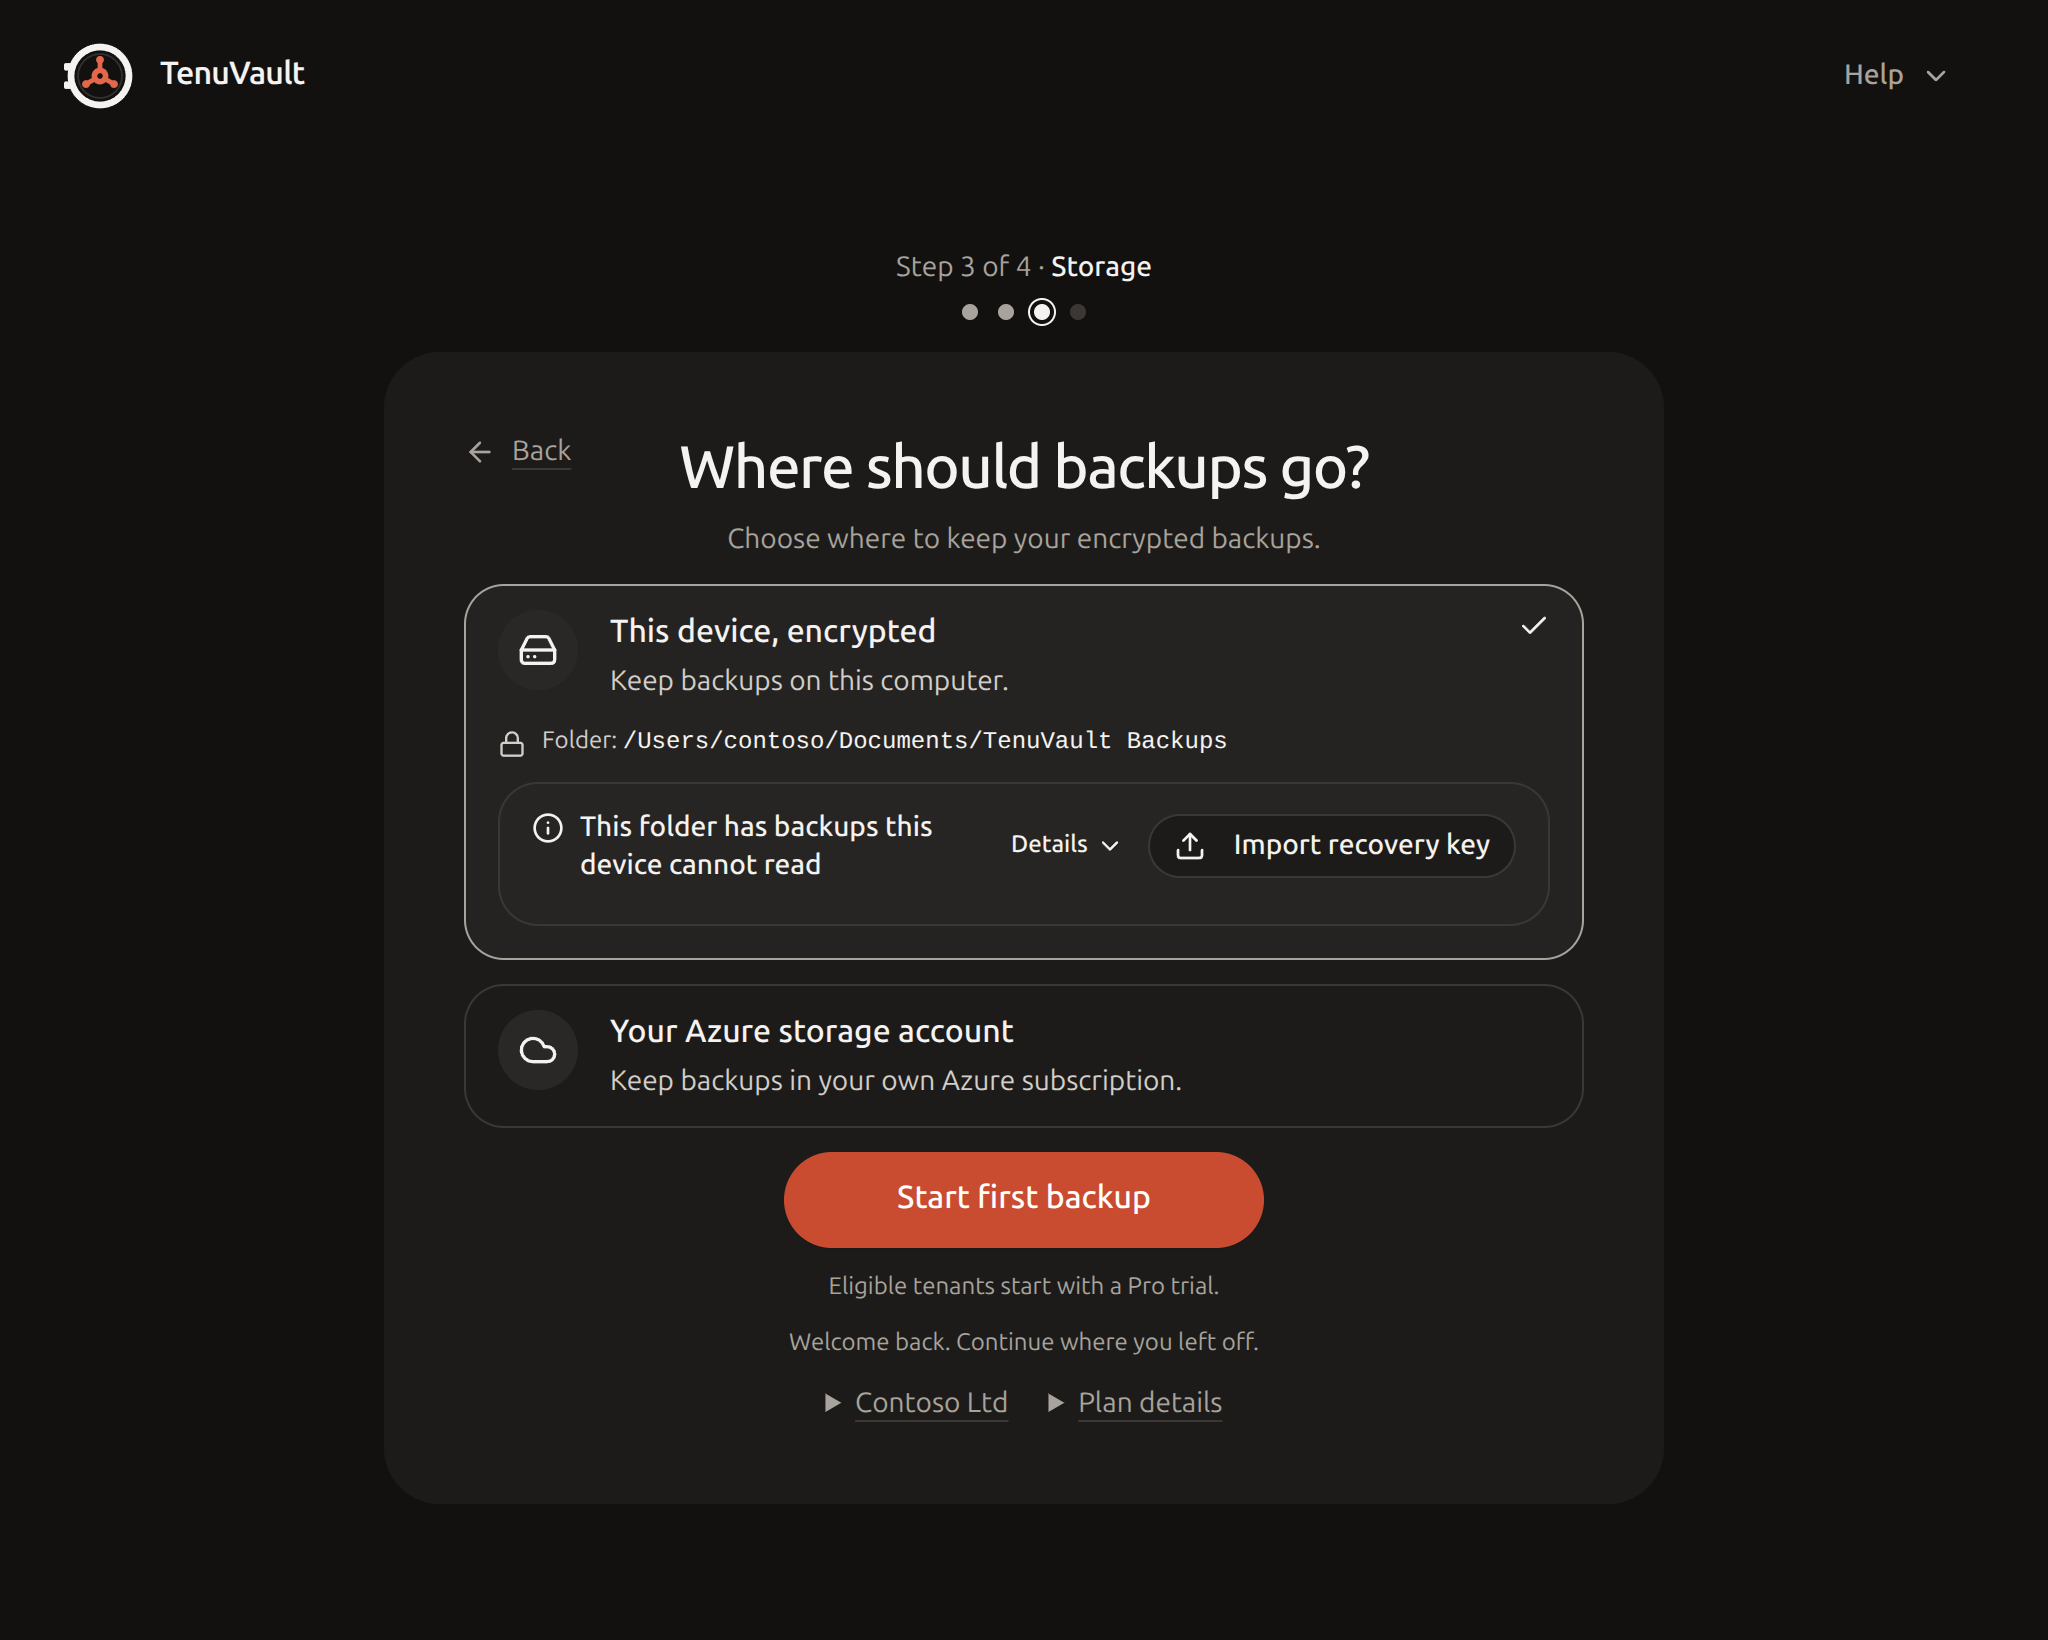 TenuVault
Help
Step 3 of 4 · Storage
Back
Where should backups go?
Choose where to keep your encrypted backups.
This device, encrypted
Keep backups on this computer.
Folder: /Users/contoso/Documents/TenuVault Backups
This folder has backups this
device cannot read
Details
Import recovery key
Your Azure storage account
Keep backups in your own Azure subscription.
Start first backup
Eligible tenants start with a Pro trial.
Welcome back. Continue where you left off.
Contoso Ltd
Plan details